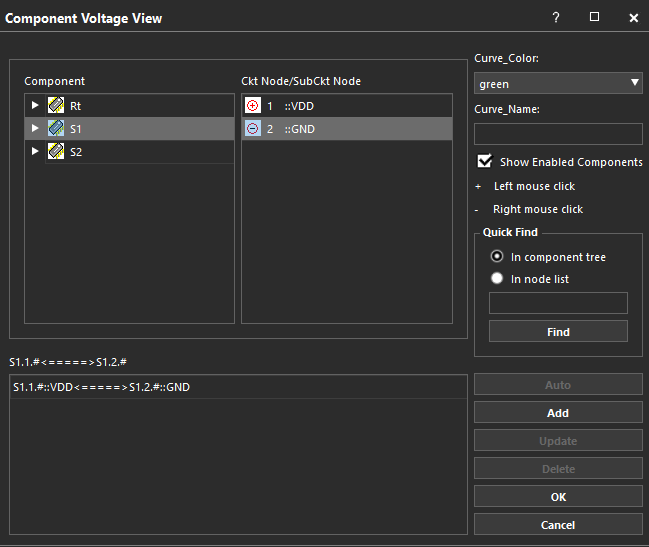 Component Voltage View
?
Component
Rt
S1
S2
Ckt Node/SubCkt Node
1 ::VDD
2 ::GND
Curve_Color:
green
Curve_Name:
Show Enabled Components
+ Left mouse click
- Right mouse click
Quick Find
In component tree
In node list
Find
S1.1.#<=====>S1.2.#
S1.1.#::VDD<=====>S1.2.#::GND
Auto
Add
Update
Delete
OK
Cancel